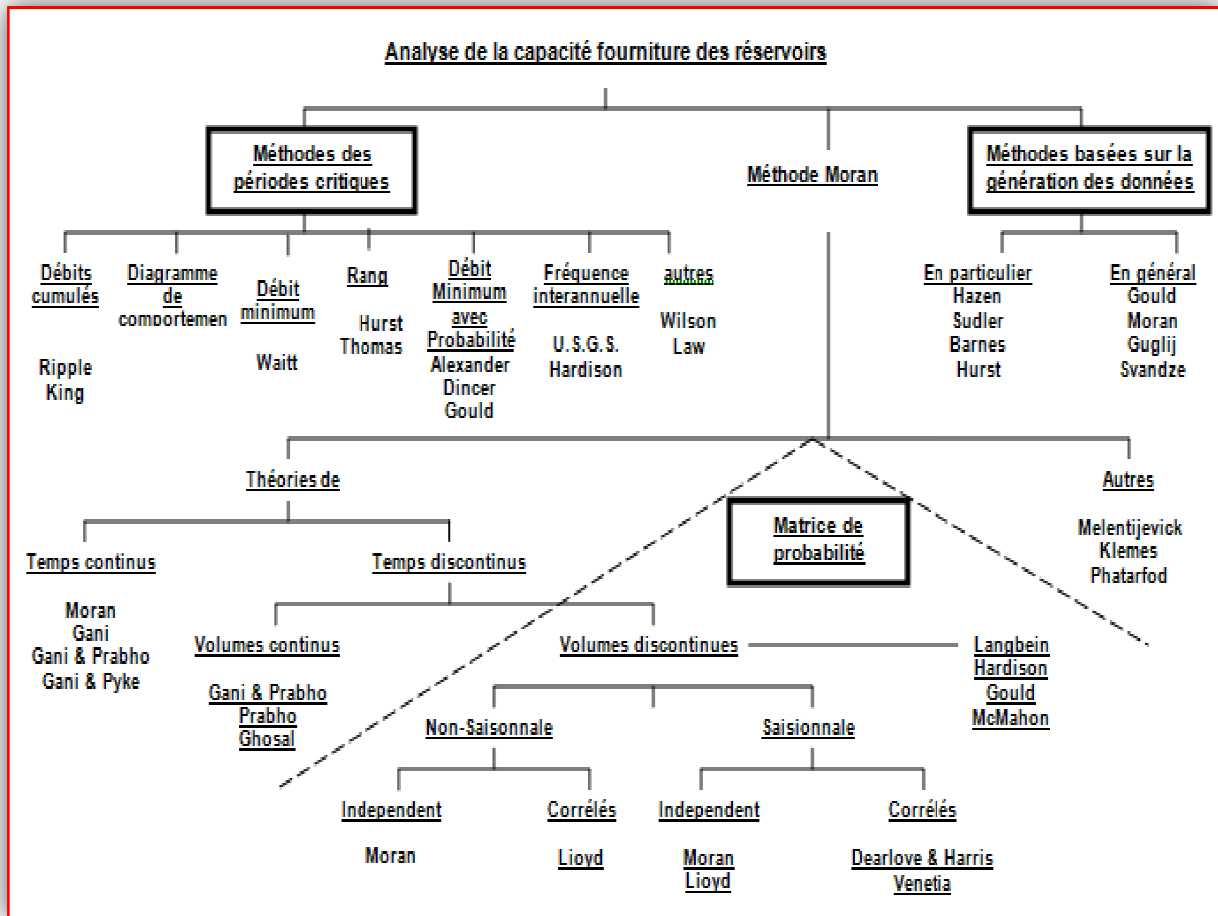 Analyse de la capacité fourniture des réservoirs
Méthodes des
périodes critiques
Méthode Moran
Méthodes basées sur la
génération des données
Débits
cumulés
Ripple
King
Diagramme
de
comportemen
Débit
minimum
Waitt
Rang
Hurst
Thomas
Débit
Minimum
avec
Probabilité
Alexander
Dincer
Gould
Fréquence
interannuelle
U.S.G.S.
Hardison
autres
Wilson
Law
En particulier
Hazen
Sudler
Barnes
Hurst
En général
Gould
Moran
Guglij
Svandze
Théories de
Matrice de
probabilité
Autres
Melentijevick
Klemes
Phatarfod
Temps continus
Moran
Gani
Gani & Prabho
Gani & Pyke
Temps discontinus
Volumes continus
Gani & Prabho
Prabho
Ghosal
Volumes discontinues
Langbein
Hardison
Gould
McMahon
Non-Saisonnale
Saisionnale
Independent
Moran
Corrélés
Lioyd
Independent
Moran
Lioyd
Corrélés
Dearlove & Harris
Venetia